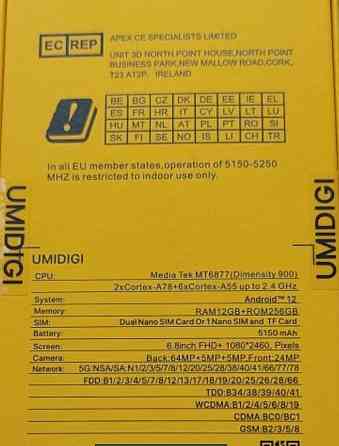 EC REP
APEX CE SPECIALISTS LIMITED
UNIT 3D NORTH POINT HOUSE,NORTH POINT
BUSINESS PARK,NEW MALLOW ROAD,CORK,
T23 AT2P, IRELAND
BE BG CZ DK DE EE IE EL
ES FR HR IT CY LV LT LU
HU MT NL AT PL PT RO SI
SK FI SE NO IS LI CH TR
In all EU member states,operation of 5150-5250
MHZ is restricted to indoor use only.
UMIDIGI
UMIDIGI
UMIDIGI
CPU: Media Tek MT6877(Dimensity 900)
2xCortex-A78+6xCortex-A55 up to 2.4 GHz
System: Android™ 12
Memory: RAM12GB+ROM256GB
SIM: Dual Nano SIM Card Or 1 Nano SIM and TF Card
Battery: 5150 mAh
Screen: 6.8inch FHD+ 1080*2460, Pixels
Camera: Back:64MP+5MP+5MP,Front:24MP
Network: 5G:NSA/SA:N1/2/3/5/7/8/12/20/25/28/38/40/41/66/77/78
FDD:B1/2/3/4/5/7/8/12/13/17/18/19/20/25/26/28/66
TDD:B34/38/39/40/41
WCDMA:B1/2/4/5/6/8/19
CDMA:BC0/BC1
GSM:B2/3/5/8